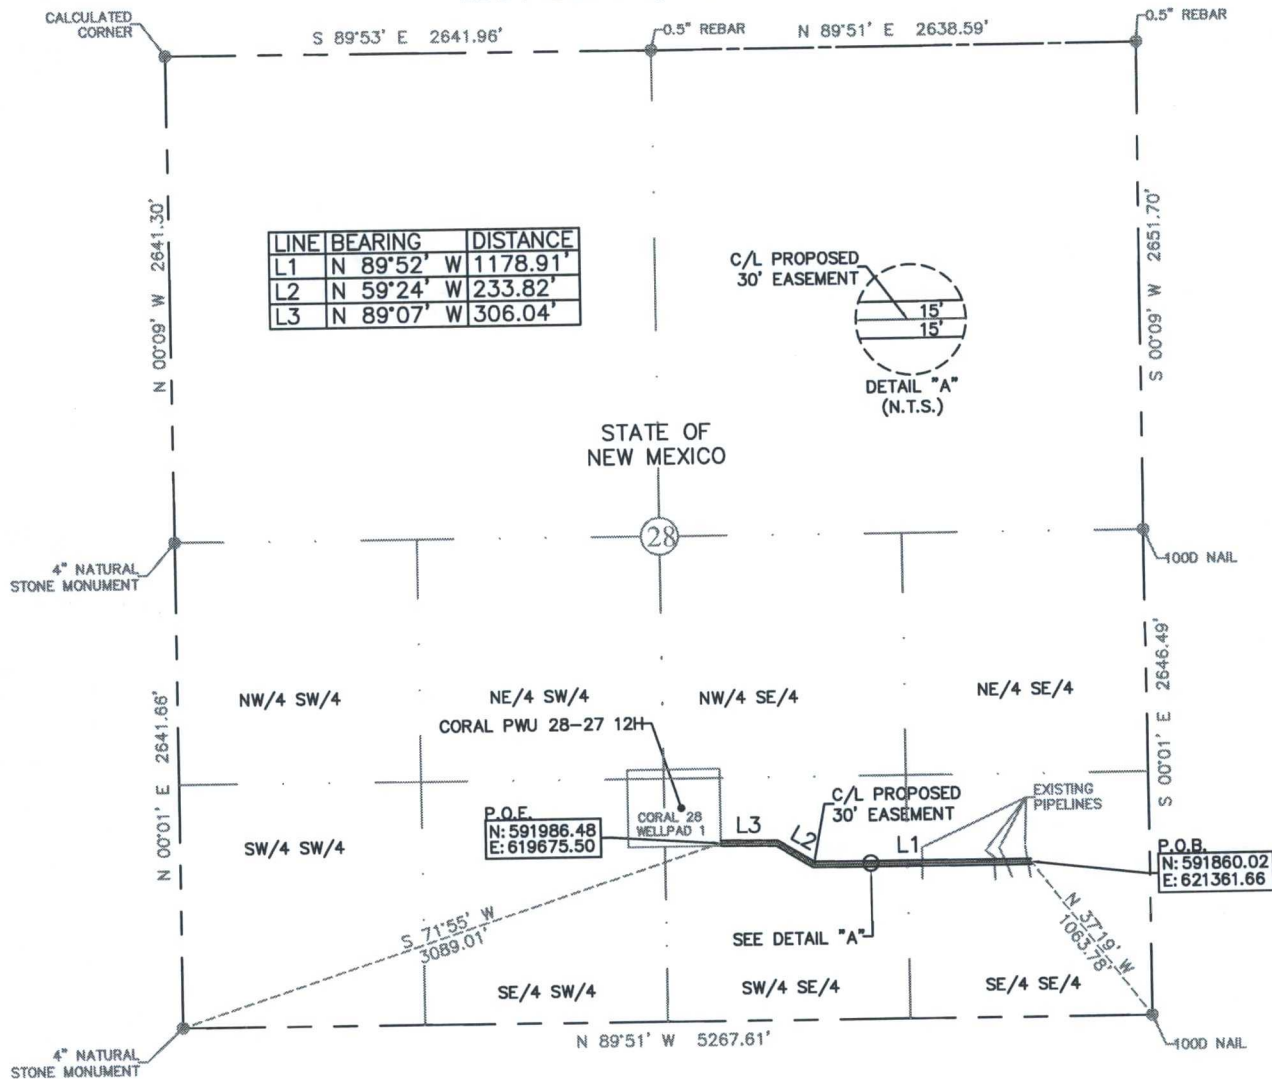 CALCULATED
CORNER
S 89°53' E 2641.96'
0.5" REBAR
N 89°51' E 2638.59'
0.5" REBAR
N 00°09' W 2641.30'
LINE BEARING DISTANCE
L1 N 89°52' W 1178.91'
L2 N 59°24' W 233.82'
L3 N 89°07' W 306.04'
C/L PROPOSED
30' EASEMENT
15'
15'
DETAIL "A"
(N.T.S.)
S 00°09' W 2651.70'
STATE OF
NEW MEXICO
28
4" NATURAL
STONE MONUMENT
100D NAIL
N 00°01' E 2641.66'
NW/4 SW/4
NE/4 SW/4
NW/4 SE/4
NE/4 SE/4
S 00°01' E 2646.49'
CORAL PWU 28-27 12H
C/L PROPOSED
30' EASEMENT
EXISTING
PIPELINES
P.O.E.
N: 591986.48
E: 619675.50
CORAL 28
WELLPAD 1
L3
L2
L1
P.O.B.
N: 591860.02
E: 621361.66
SW/4 SW/4
S 71°55' W
3089.01'
SEE DETAIL "A"
N 37°19' W
1063.78'
SE/4 SW/4
SW/4 SE/4
SE/4 SE/4
N 89°51' W 5267.61'
4" NATURAL
STONE MONUMENT
100D NAIL